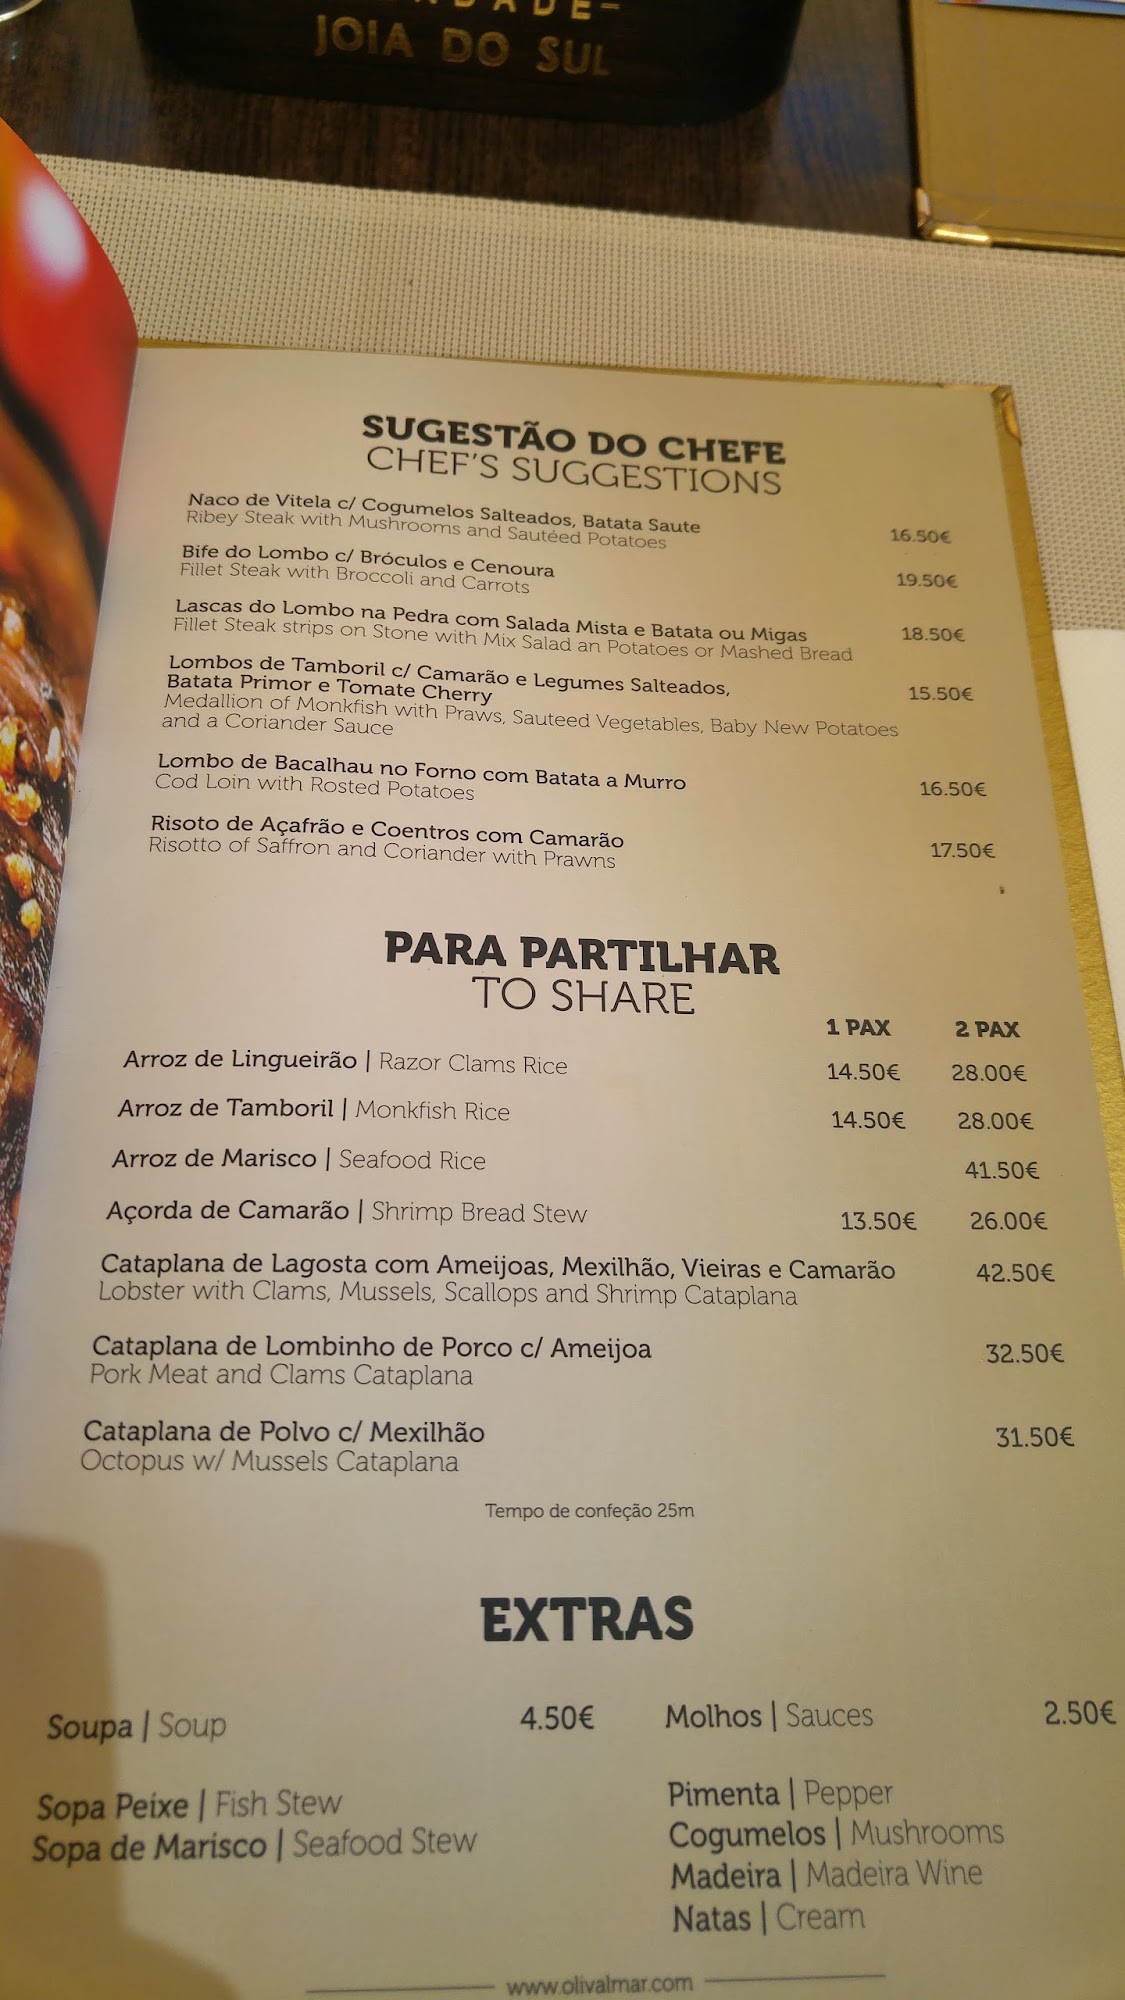 JOIA DO SUL
SUGESTÃO DO CHEFE
CHEF'S SUGGESTIONS
Naco de Vitela c/ Cogumelos Salteados, Batata Saute
Ribey Steak with Mushrooms and Sautéed Potatoes
16.50€
Bife do Lombo c/ Bróculos e Cenoura
Fillet Steak with Broccoli and Carrots
19.50€
Lascas do Lombo na Pedra com Salada Mista e Batata ou Migas
Fillet Steak strips on Stone with Mix Salad an Potatoes or Mashed Bread
18.50€
Lombos de Tamboril c/ Camarão e Legumes Salteados,
Batata Primor e Tomate Cherry
Medallion of Monkfish with Praws, Sauteed Vegetables, Baby New Potatoes
and a Coriander Sauce
15.50€
Lombo de Bacalhau no Forno com Batata a Murro
Cod Loin with Rosted Potatoes
16.50€
Risoto de Açafrão e Coentros com Camarão
Risotto of Saffron and Coriander with Prawns
17.50€
PARA PARTILHAR
TO SHARE
1 PAX 2 PAX
Arroz de Lingueirão | Razor Clams Rice 14.50€ 28.00€
Arroz de Tamboril | Monkfish Rice 14.50€ 28.00€
Arroz de Marisco | Seafood Rice 41.50€
Açorda de Camarão | Shrimp Bread Stew 13.50€ 26.00€
Cataplana de Lagosta com Ameijoas, Mexilhão, Vieiras e Camarão 42.50€
Lobster with Clams, Mussels, Scallops and Shrimp Cataplana
Cataplana de Lombinho de Porco c/ Ameijoa 32.50€
Pork Meat and Clams Cataplana
Cataplana de Polvo c/ Mexilhão 31.50€
Octopus w/ Mussels Cataplana
Tempo de confeção 25m
EXTRAS
Soupa | Soup 4.50€
Sopa Peixe | Fish Stew
Sopa de Marisco | Seafood Stew
Molhos | Sauces 2.50€
Pimenta | Pepper
Cogumelos | Mushrooms
Madeira | Madeira Wine
Natas | Cream
www.olivalmar.com